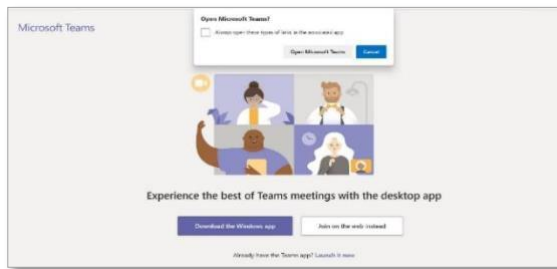 Microsoft Teams
Open Microsoft Teams?
Always open these types of links in the associated app
Open Microsoft Teams
Cancel
Experience the best of Teams meetings with the desktop app
Download the Windows app
Join on the web instead
Already have the Teams app? Launch it now